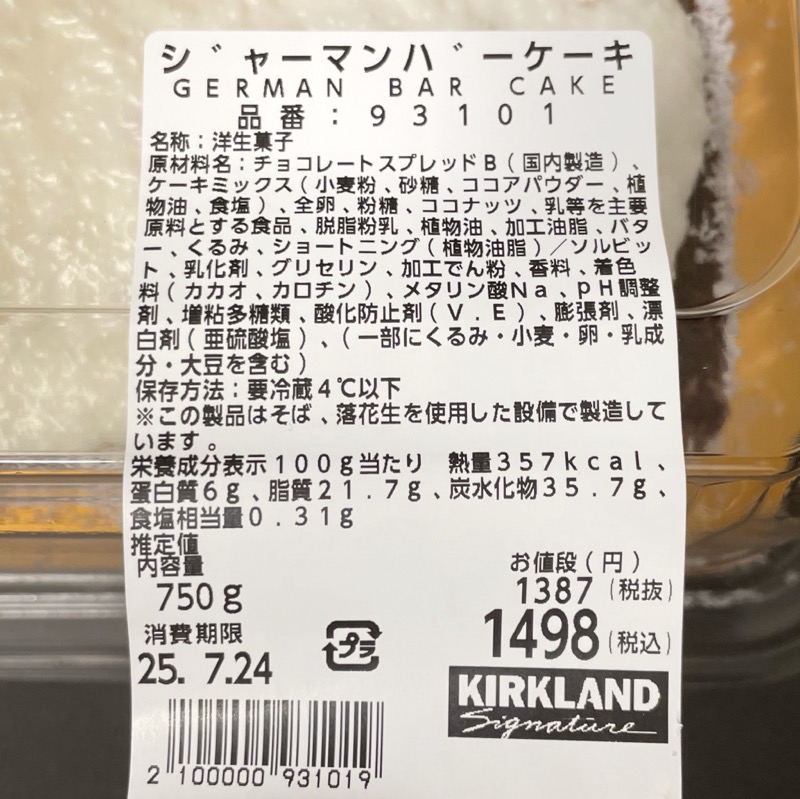 ジャーマンバーケーキ
GERMAN BAR CAKE
品番：93101
名称：洋生菓子
原材料名：チョコレートスプレッドB（国内製造）、
ケーキミックス（小麦粉、砂糖、ココアパウダー、植
物油、食塩）、全卵、粉糖、ココナッツ、乳等を主要
原料とする食品、脱脂粉乳、植物油、加工油脂、バタ
ー、くるみ、ショートニング（植物油脂）／ソルビッ
ト、乳化剤、グリセリン、加工でん粉、香料、着色
料（カカオ、カロチン）、メタリン酸Na、pH調整
剤、増粘多糖類、酸化防止剤（V.E）、膨張剤、漂
白剤（亜硫酸塩）、（一部にくるみ・小麦・卵・乳成
分・大豆を含む）
保存方法：要冷蔵4℃以下
※この製品はそば、落花生を使用した設備で製造して
います。
栄養成分表示100g当たり 熱量357kcal、
蛋白質6g、脂質21.7g、炭水化物35.7g、
食塩相当量0.31g
推定値
内容量
750g
お値段（円）
1387（税抜）
1498（税込）
消費期限
25. 7.24
プラ
KIRKLAND
Signature
2 100000 931019